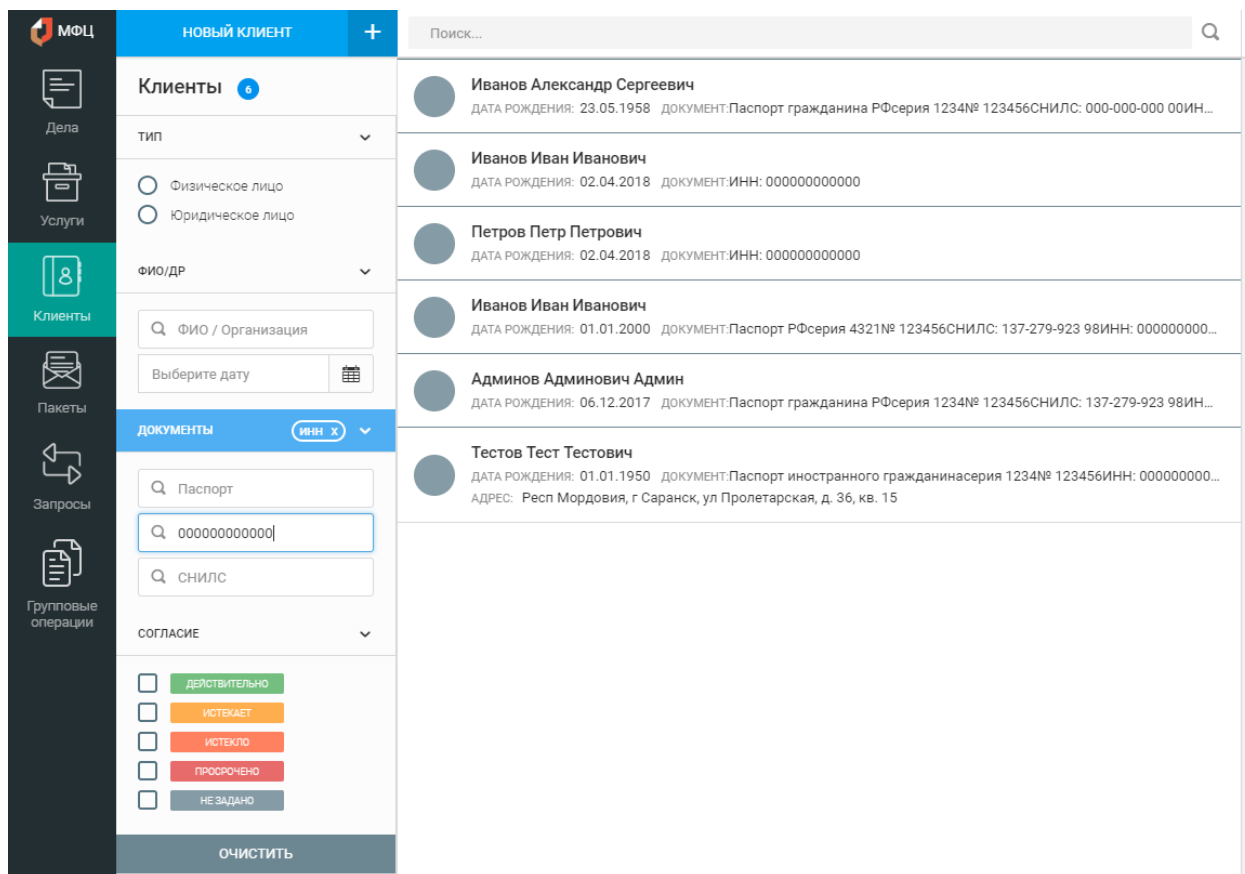 МФЦ
Дела
Услуги
Клиенты
Пакеты
Запросы
Групповые
операции
НОВЫЙ КЛИЕНТ +
Клиенты 6
ТИП
Физическое лицо
Юридическое лицо
ФИО/ДР
ФИО / Организация
Выберите дату
ДОКУМЕНТЫ ИНН X
Паспорт
000000000000
СНИЛС
СОГЛАСИЕ
ДЕЙСТВИТЕЛЬНО
ИСТЕКАЕТ
ИСТЕКЛО
ПРОСРОЧЕНО
НЕ ЗАДАНО
ОЧИСТИТЬ
Поиск...
Иванов Александр Сергеевич
ДАТА РОЖДЕНИЯ: 23.05.1958 ДОКУМЕНТ:Паспорт гражданина РФсерия 1234№ 123456СНИЛС: 000-000-000 00ИН...
Иванов Иван Иванович
ДАТА РОЖДЕНИЯ: 02.04.2018 ДОКУМЕНТ:ИНН: 000000000000
Петров Петр Петрович
ДАТА РОЖДЕНИЯ: 02.04.2018 ДОКУМЕНТ:ИНН: 000000000000
Иванов Иван Иванович
ДАТА РОЖДЕНИЯ: 01.01.2000 ДОКУМЕНТ:Паспорт РФсерия 4321№ 123456СНИЛС: 137-279-923 98ИНН: 000000000...
Админов Админович Админ
ДАТА РОЖДЕНИЯ: 06.12.2017 ДОКУМЕНТ:Паспорт гражданина РФсерия 1234№ 123456СНИЛС: 137-279-923 98ИН...
Тестов Тест Тестович
ДАТА РОЖДЕНИЯ: 01.01.1950 ДОКУМЕНТ:Паспорт иностранного гражданинасерия 1234№ 123456ИНН: 000000000...
АДРЕС: Респ Мордовия, г Саранск, ул Пролетарская, д. 36, кв. 15